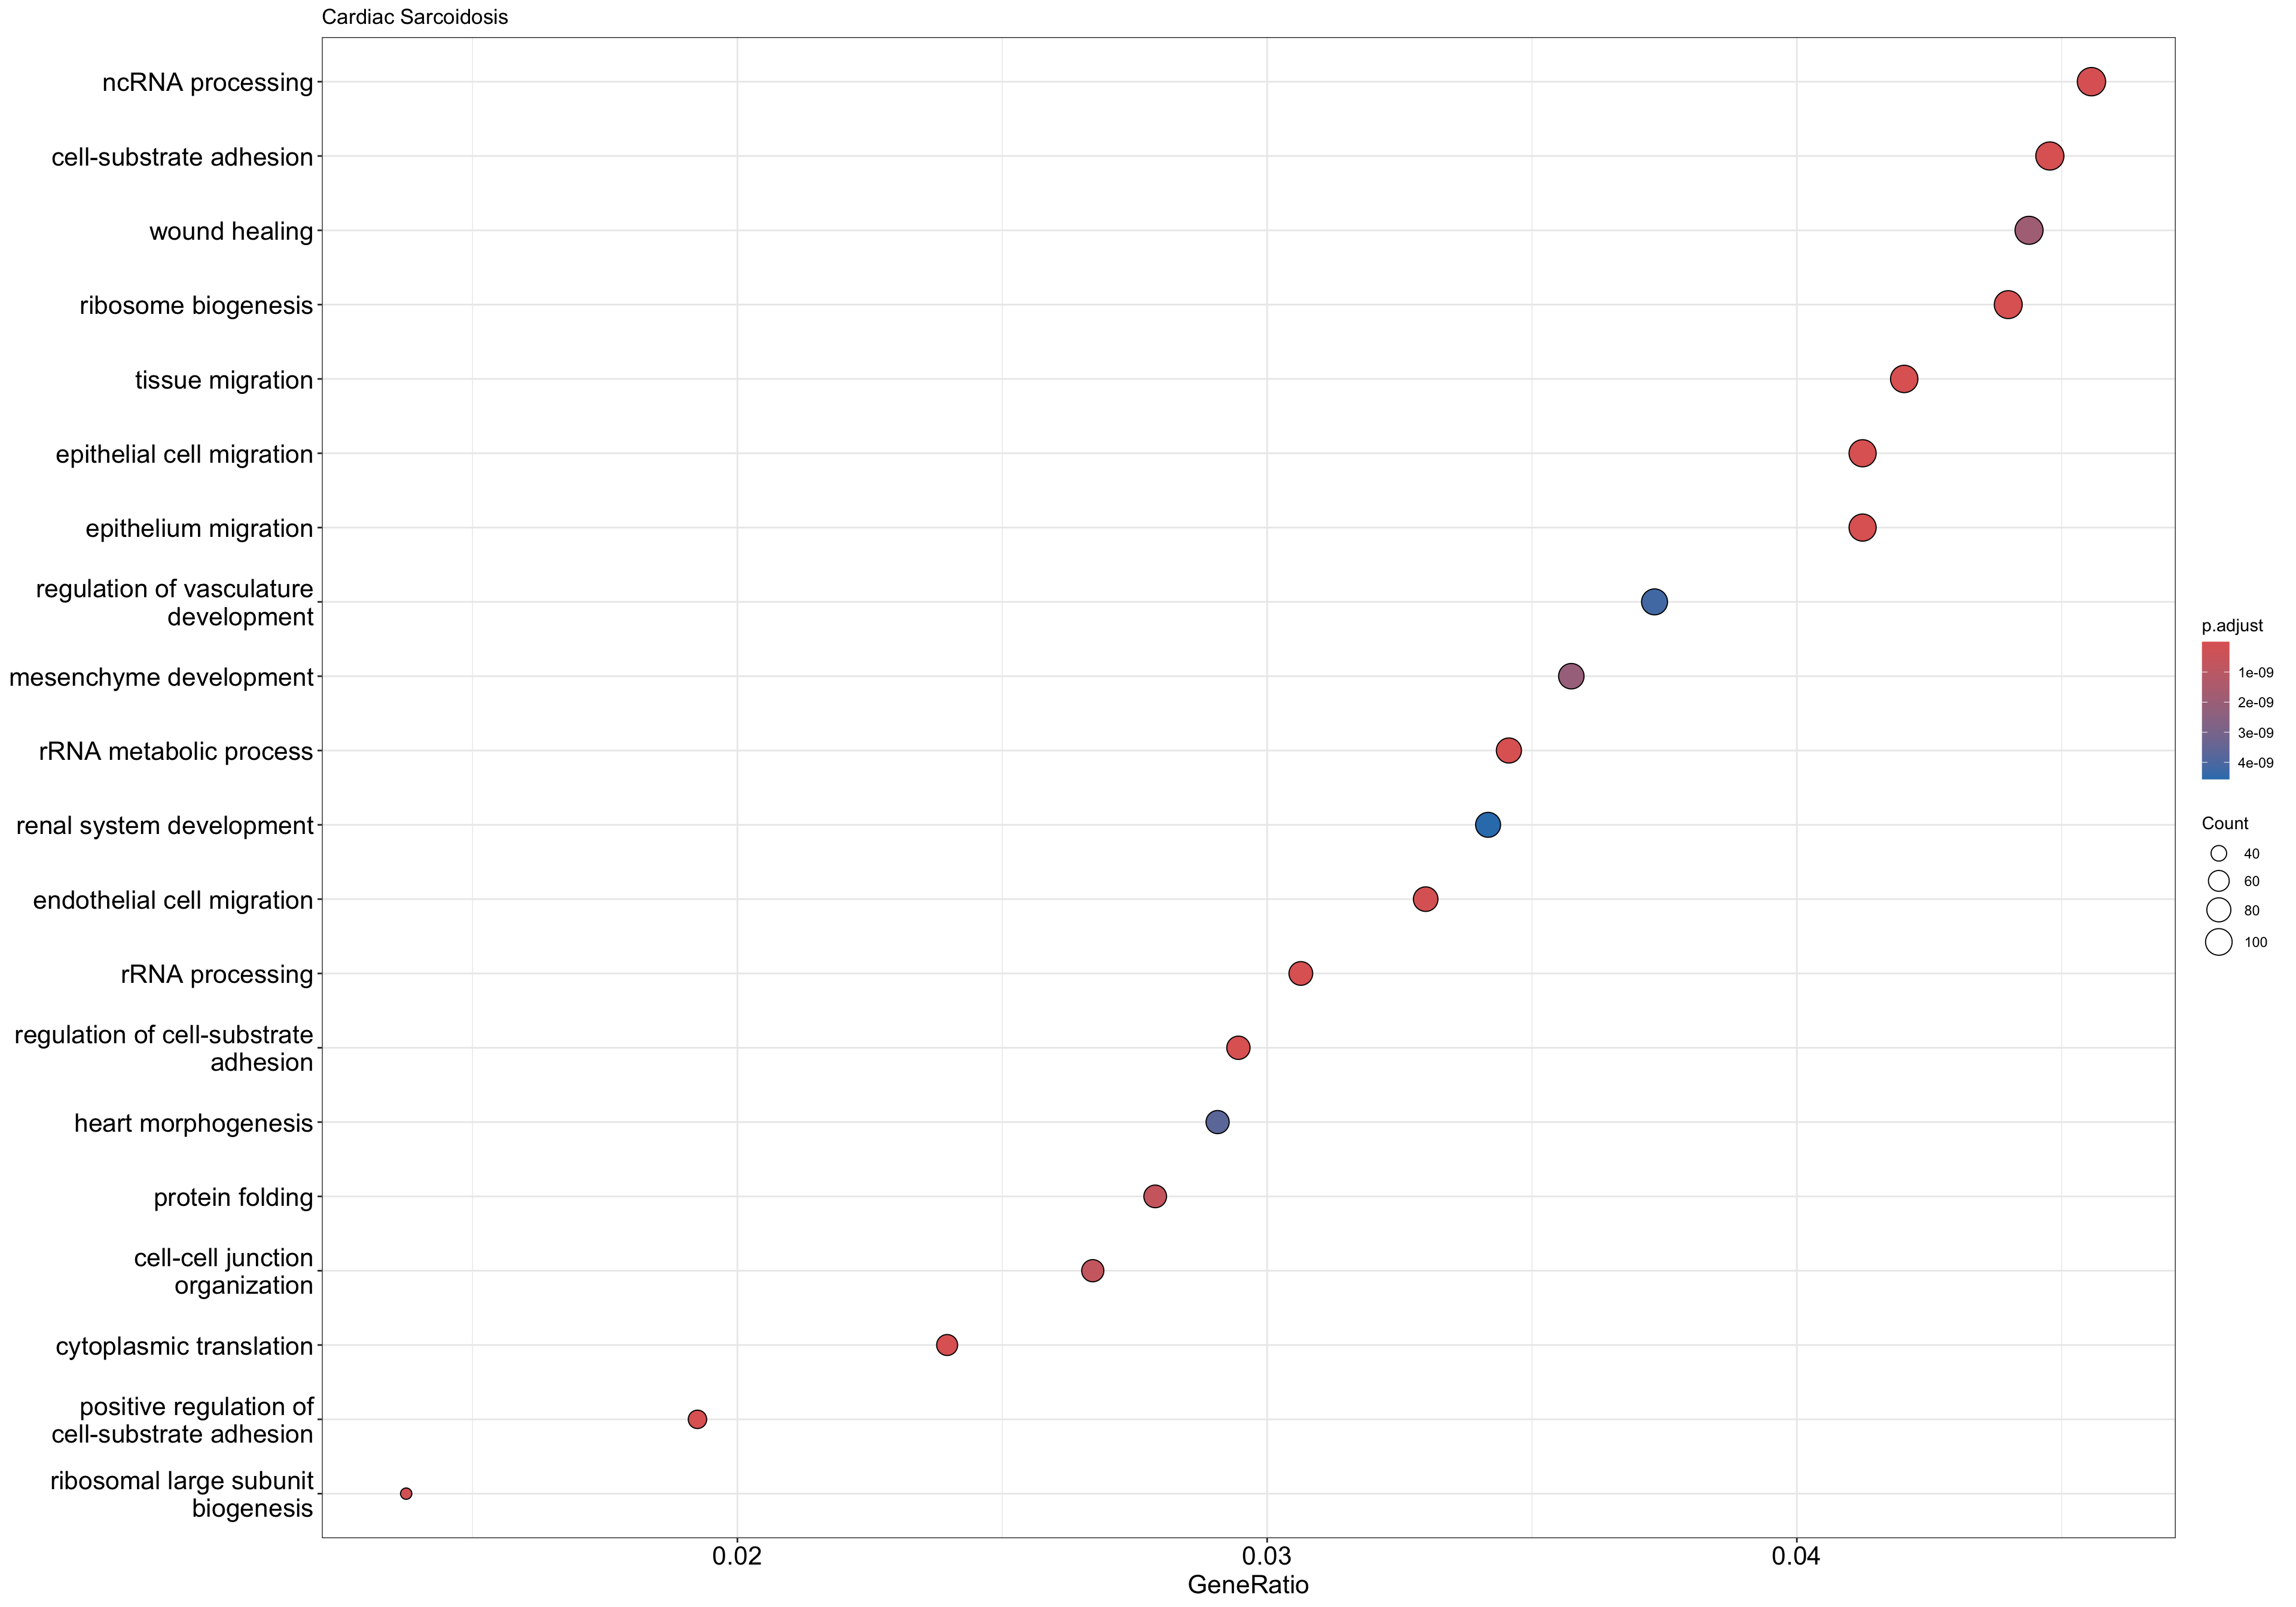 Cardiac Sarcoidosis
ncRNA processing
cell-substrate adhesion
wound healing
ribosome biogenesis
tissue migration
epithelial cell migration
epithelium migration
regulation of vasculature
development
mesenchyme development
rRNA metabolic process
renal system development
endothelial cell migration
rRNA processing
regulation of cell-substrate
adhesion
heart morphogenesis
protein folding
cell-cell junction
organization
cytoplasmic translation
positive regulation of
cell-substrate adhesion
ribosomal large subunit
biogenesis
0.02
0.03
0.04
GeneRatio
p.adjust
1e-09
2e-09
3e-09
4e-09
Count
40
60
80
100